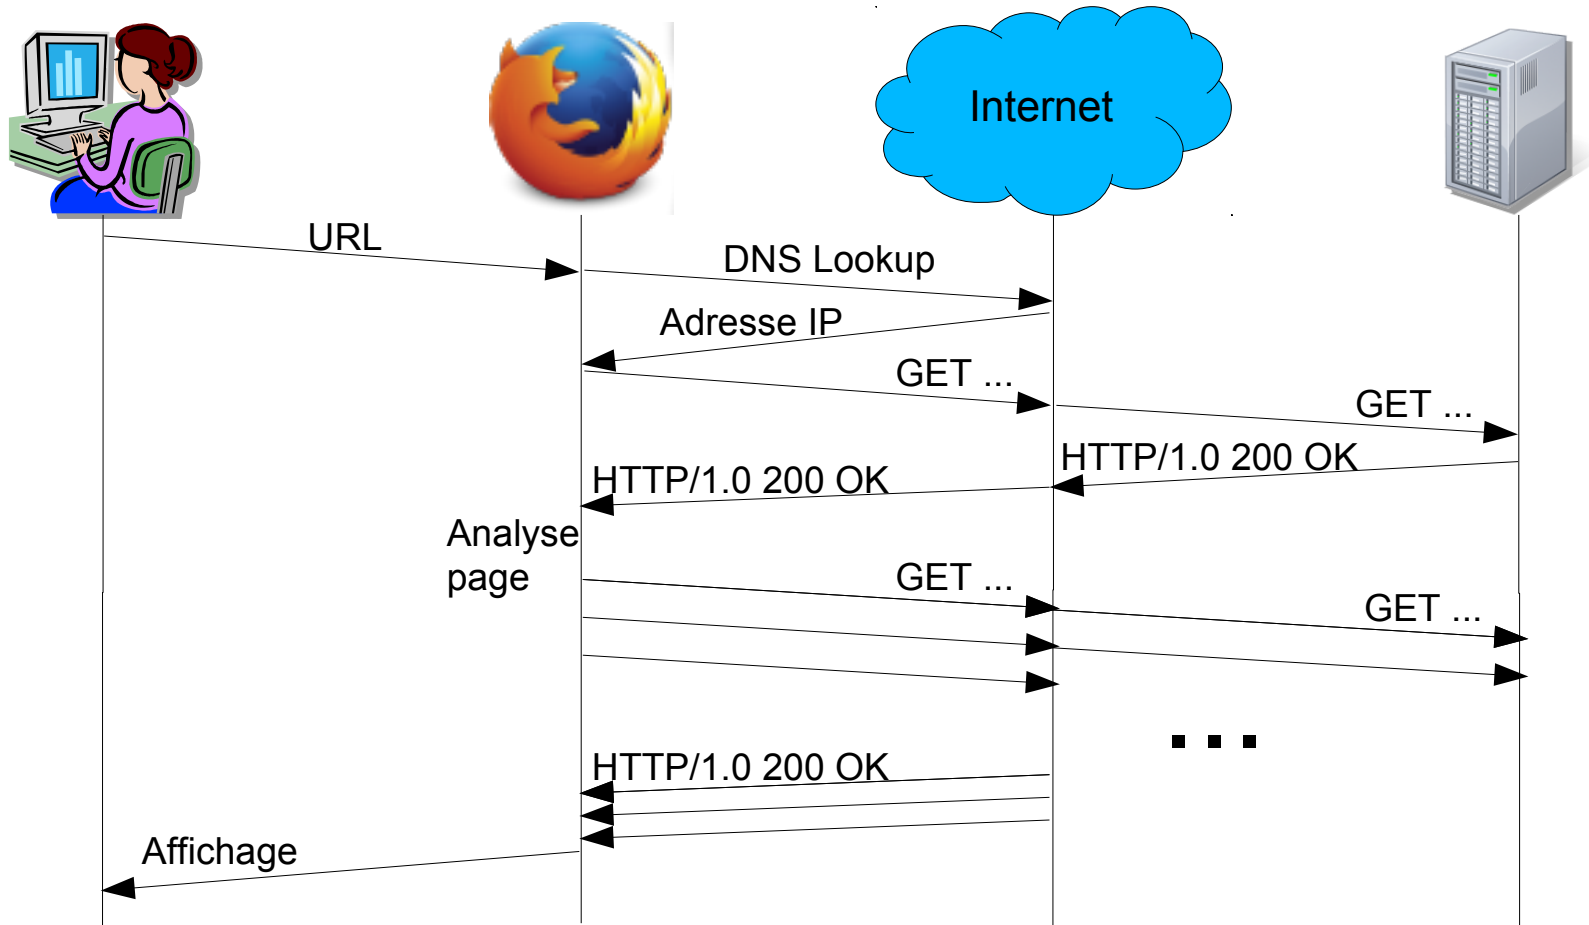 Internet
URL
DNS Lookup
Adresse IP
GET ...
GET ...
HTTP/1.0 200 OK
HTTP/1.0 200 OK
Analyse
page
GET ...
GET ...
...
HTTP/1.0 200 OK
Affichage